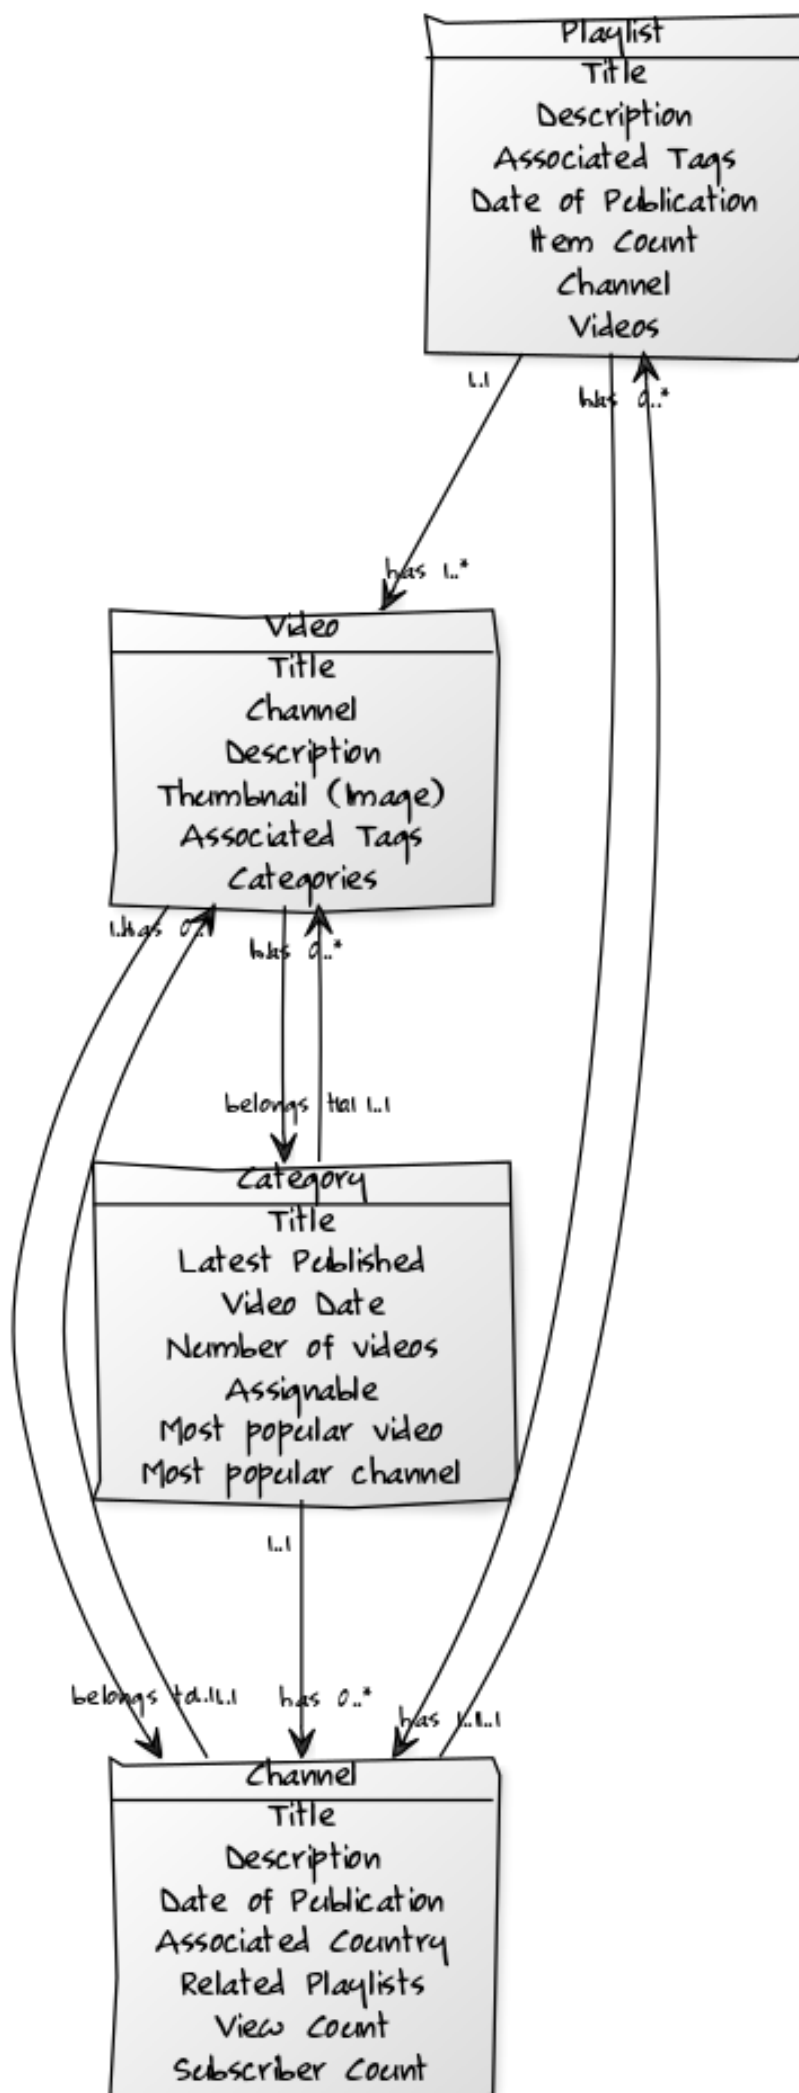 Playlist
Title
Description
Associated Tags
Date of Publication
Item Count
Channel
Videos
1..1
has 0..*
has 1..*
Video
Title
Channel
Description
Thumbnail (Image)
Associated Tags
Categories
has
has 0..*
belongs 1..1
Category
Title
Latest Published
Video Date
Number of videos
Assignable
Most popular video
Most popular channel
1..1
belongs
has 0..*
has
Channel
Title
Description
Date of Publication
Associated Country
Related Playlists
View Count
Subscriber Count